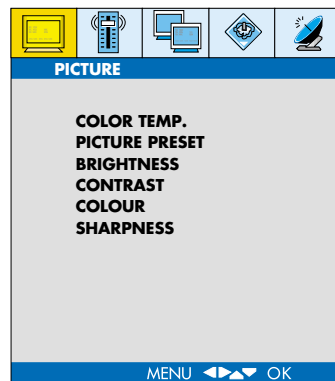 PICTURE
COLOR TEMP.
PICTURE PRESET
BRIGHTNESS
CONTRAST
COLOUR
SHARPNESS
MENU ◀▶▲▼ OK